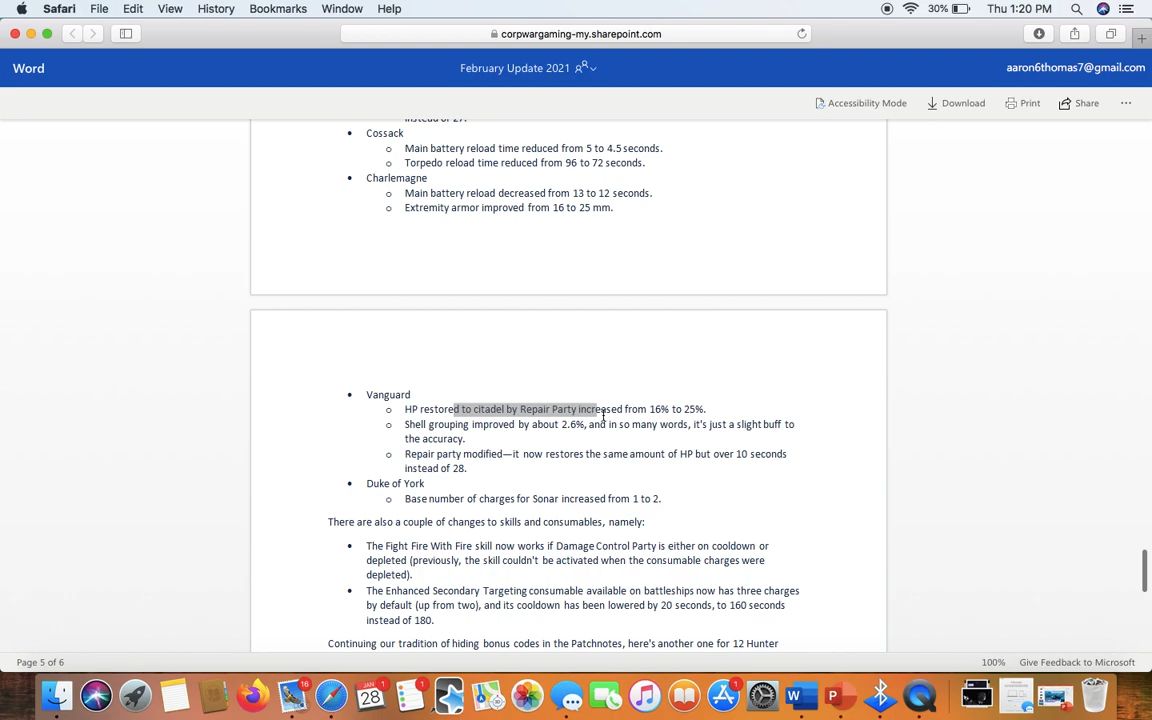 Safari File Edit View History Bookmarks Window Help 30% Thu 1:20 PM
corpwargaming-my.sharepoint.com
Word February Update 2021 aaron6thomas7@gmail.com
Accessibility Mode Download Print Share
instead of 27.
• Cossack
o Main battery reload time reduced from 5 to 4.5 seconds.
o Torpedo reload time reduced from 96 to 72 seconds.
• Charlemagne
o Main battery reload decreased from 13 to 12 seconds.
o Extremity armor improved from 16 to 25 mm.
• Vanguard
o HP restored to citadel by Repair Party increased from 16% to 25%.
o Shell grouping improved by about 2.6%, and in so many words, it's just a slight buff to
the accuracy.
o Repair party modified—it now restores the same amount of HP but over 10 seconds
instead of 28.
• Duke of York
o Base number of charges for Sonar increased from 1 to 2.
There are also a couple of changes to skills and consumables, namely:
• The Fight Fire With Fire skill now works if Damage Control Party is either on cooldown or
depleted (previously, the skill couldn't be activated when the consumable charges were
depleted).
• The Enhanced Secondary Targeting consumable available on battleships now has three charges
by default (up from two), and its cooldown has been lowered by 20 seconds, to 160 seconds
instead of 180.
Continuing our tradition of hiding bonus codes in the Patchnotes, here's another one for 12 Hunter
Page 5 of 6 100% Give Feedback to Microsoft
16 JAN 28 1 1 1